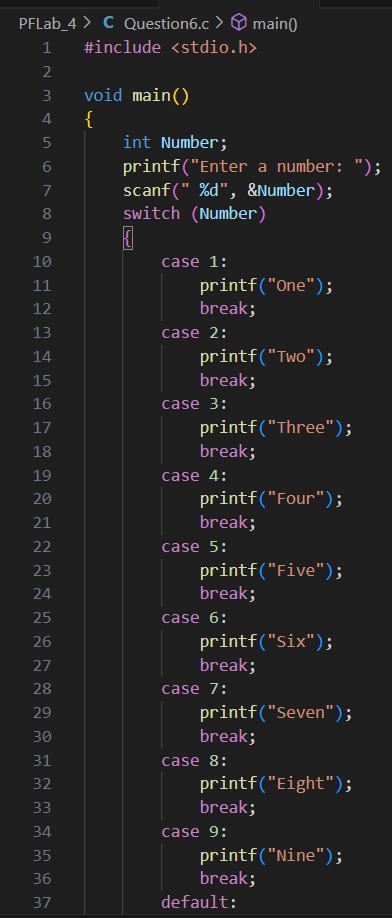 PFLab_4 > C Question6.c > main()
1 #include <stdio.h>
2
3 void main()
4 {
5     int Number;
6     printf("Enter a number: ");
7     scanf(" %d", &Number);
8     switch (Number)
9     {
10         case 1:
11             printf("One");
12             break;
13         case 2:
14             printf("Two");
15             break;
16         case 3:
17             printf("Three");
18             break;
19         case 4:
20             printf("Four");
21             break;
22         case 5:
23             printf("Five");
24             break;
25         case 6:
26             printf("Six");
27             break;
28         case 7:
29             printf("Seven");
30             break;
31         case 8:
32             printf("Eight");
33             break;
34         case 9:
35             printf("Nine");
36             break;
37         default: